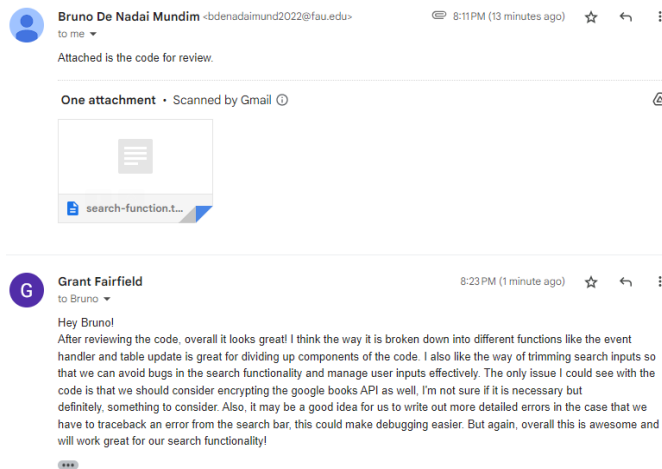 Bruno De Nadai Mundim <bdenadaimund2022@fau.edu>
8:11 PM (13 minutes ago)
to me
Attached is the code for review.
One attachment • Scanned by Gmail
search-function.t...
G
Grant Fairfield
8:23 PM (1 minute ago)
to Bruno
Hey Bruno!
After reviewing the code, overall it looks great! I think the way it is broken down into different functions like the event
handler and table update is great for dividing up components of the code. I also like the way of trimming search inputs so
that we can avoid bugs in the search functionality and manage user inputs effectively. The only issue I could see with the
code is that we should consider encrypting the google books API as well, I'm not sure if it is necessary but
definitely, something to consider. Also, it may be a good idea for us to write out more detailed errors in the case that we
have to traceback an error from the search bar, this could make debugging easier. But again, overall this is awesome and
will work great for our search functionality!